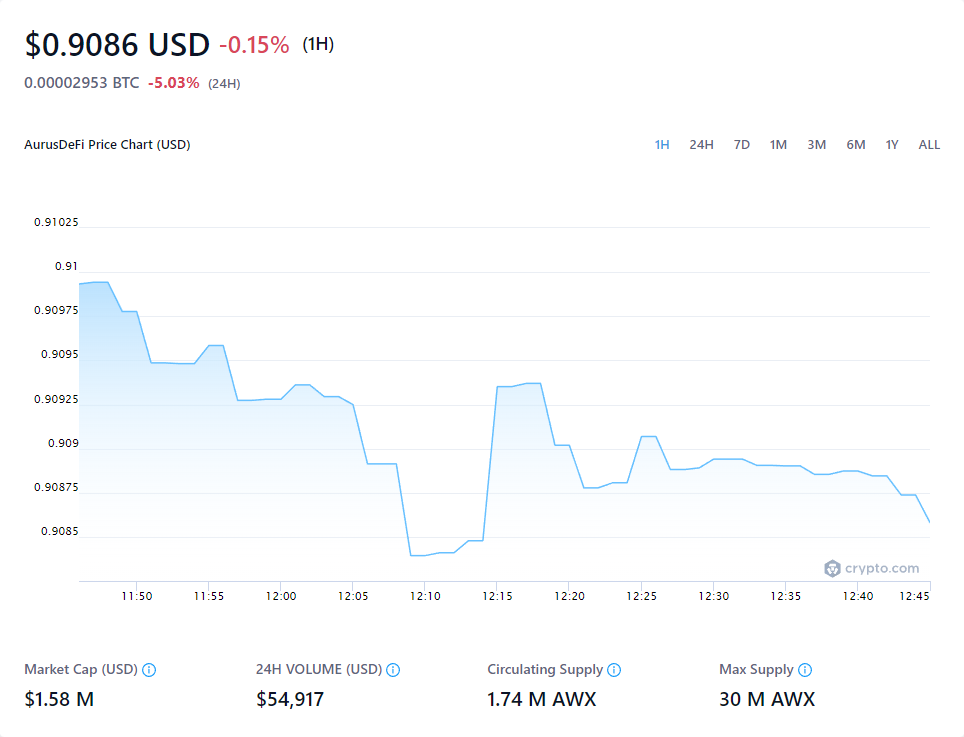 $0.9086 USD -0.15% (1H)
0.00002953 BTC -5.03% (24H)
AurusDeFi Price Chart (USD)
1H 24H 7D 1M 3M 6M 1Y ALL
0.91025
0.91
0.90975
0.9095
0.90925
0.909
0.90875
0.9085
crypto.com
11:50 11:55 12:00 12:05 12:10 12:15 12:20 12:25 12:30 12:35 12:40 12:45
Market Cap (USD) 24H VOLUME (USD) Circulating Supply Max Supply
$1.58 M $54,917 1.74 M AWX 30 M AWX